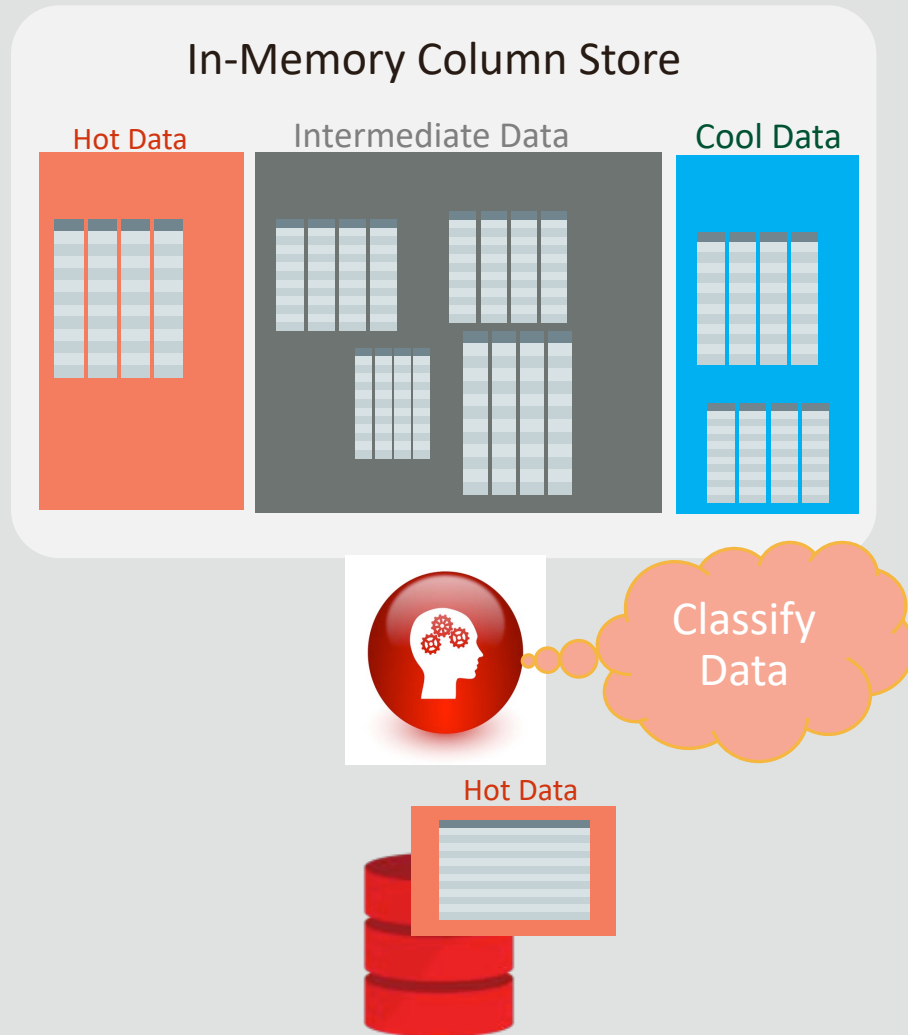 In-Memory Column Store
Hot Data
Intermediate Data
Cool Data
Classify
Data
Hot Data